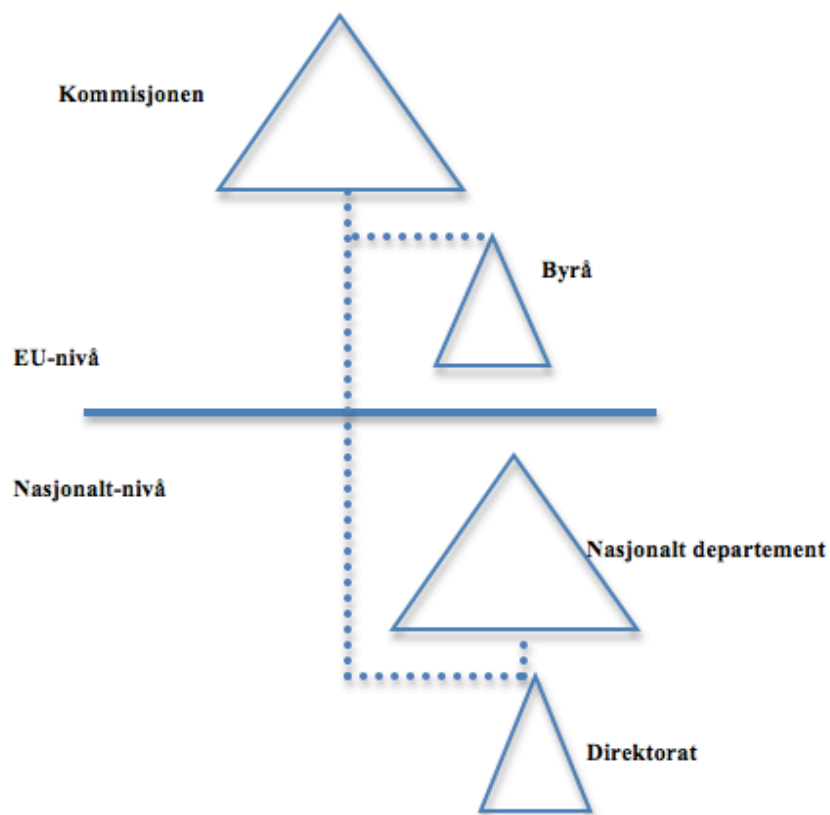 Kommisjonen
Byrå
EU-nivå
Nasjonalt-nivå
Nasjonalt departement
Direktorat